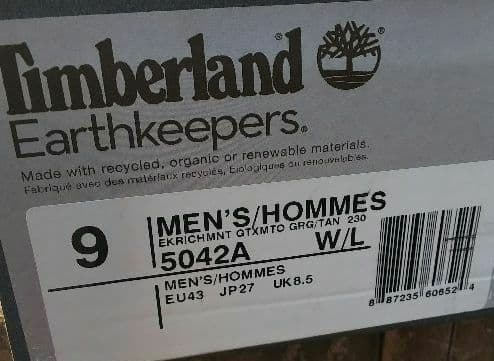 Timberland
Earthkeepers®
Made with recycled, organic or renewable materials.
Fabriqué avec des matériaux recyclés, biologiques ou renouvelables.
9
MEN'S/HOMMES
EKRICHMNT GTXMTO GRG/TAN 230
5042A W/L
MEN'S/HOMMES
EU43 JP27 UK8.5
8 87235 60652 4